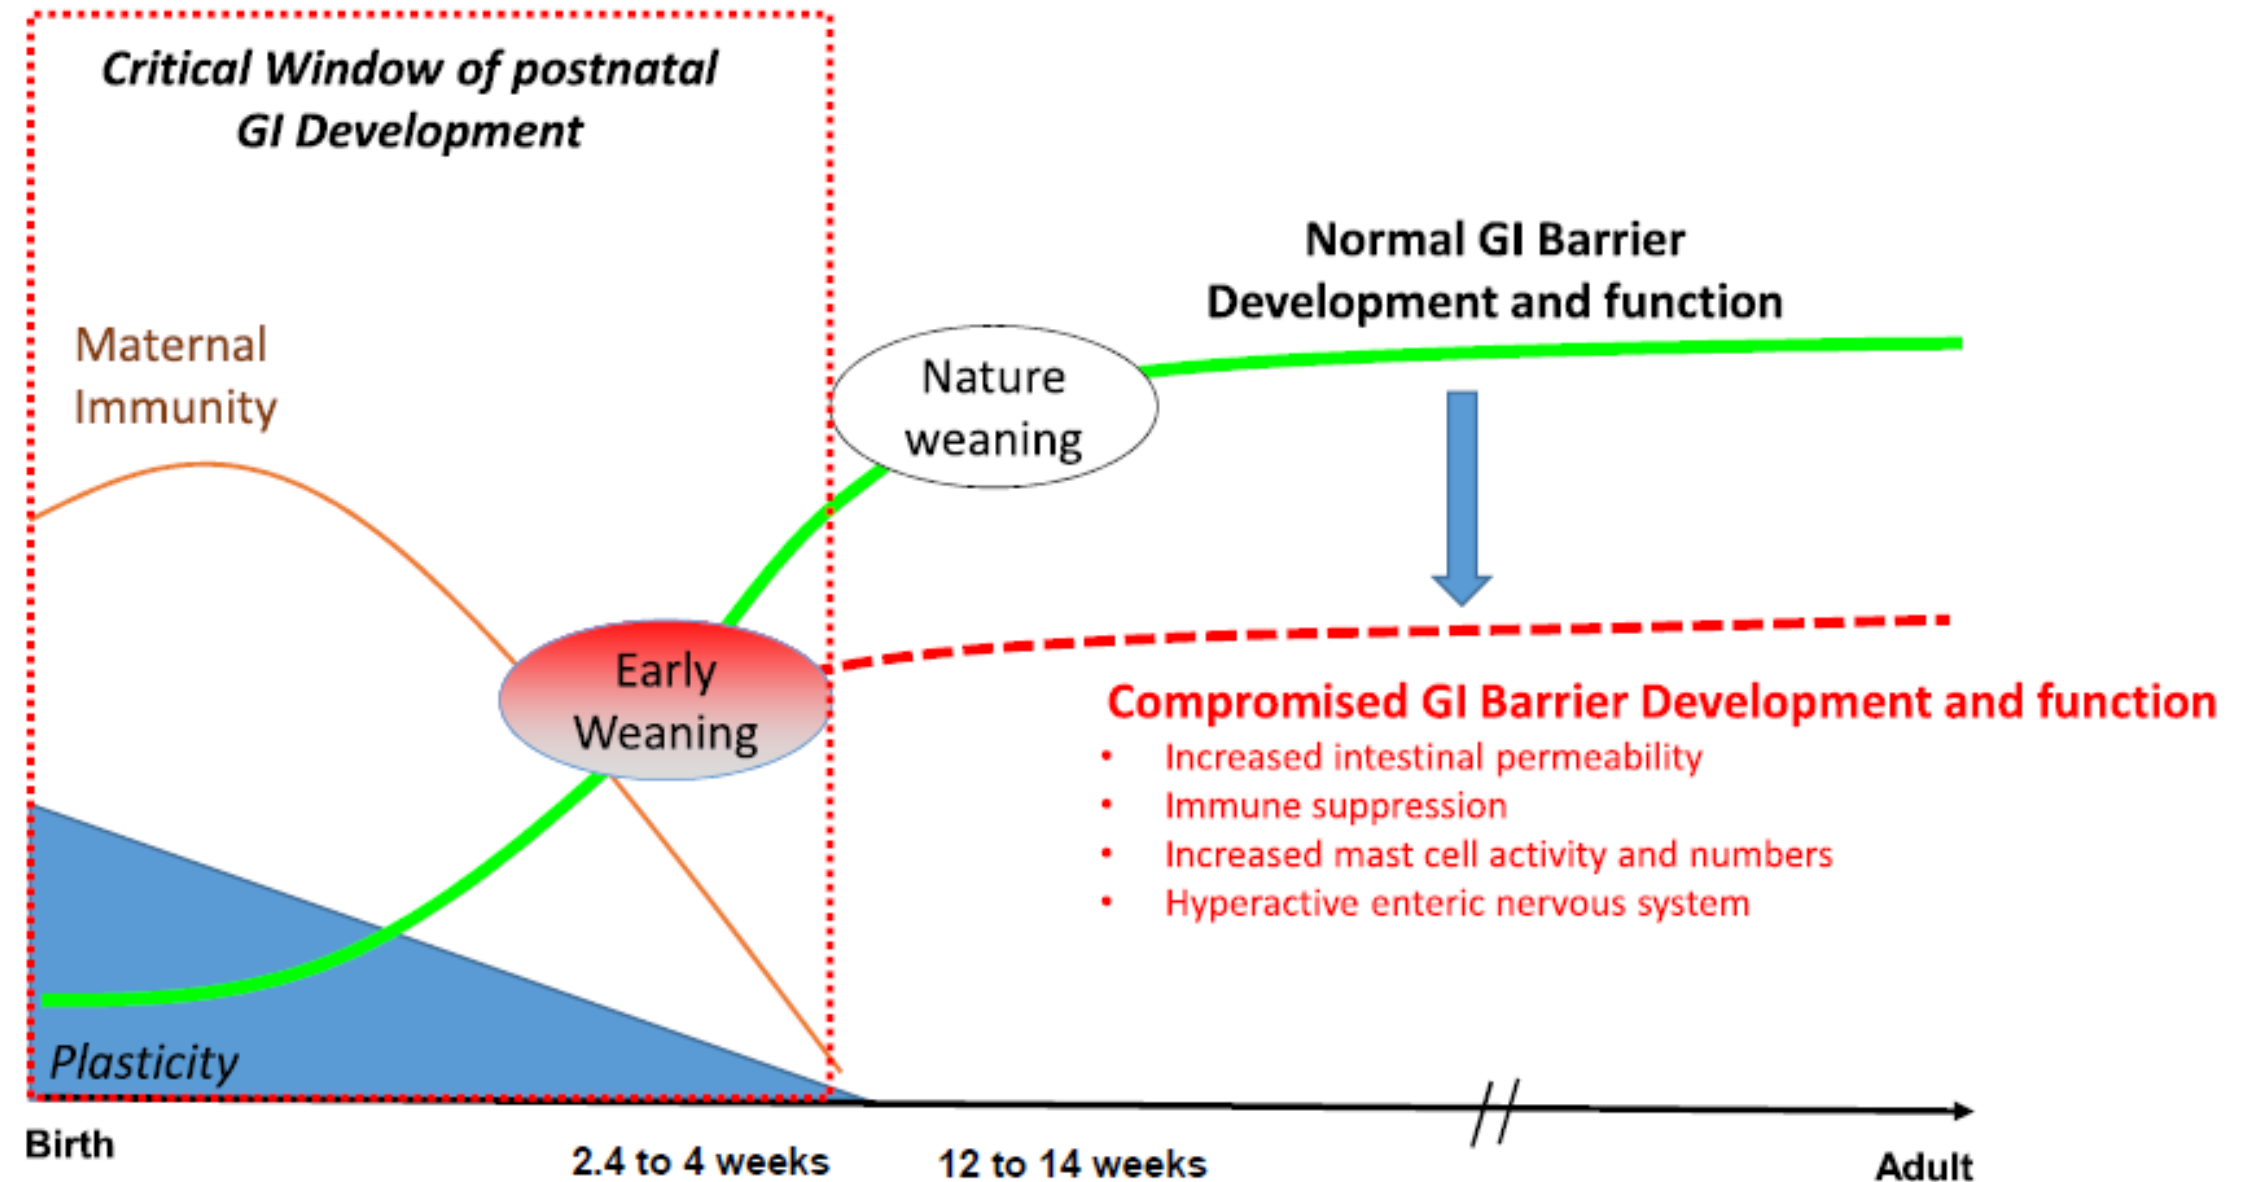 Critical Window of postnatal
GI Development
Maternal
Immunity
Normal GI Barrier
Development and function
Nature
weaning
Early
Weaning
Compromised GI Barrier Development and function
• Increased intestinal permeability
• Immune suppression
• Increased mast cell activity and numbers
• Hyperactive enteric nervous system
Plasticity
Birth
2.4 to 4 weeks
12 to 14 weeks
Adult